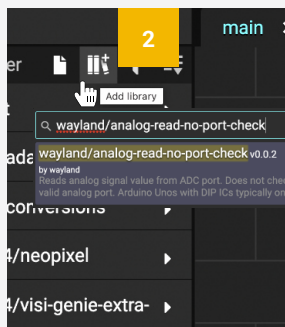 2
main
er
Add library
t
wayland/analog-read-no-port-check
ada
wayland/analog-read-no-port-check v0.0.2
by wayland
Reads analog signal value from ADC port. Does not chec
valid analog port. Arduino Unos with DIP ICs typically on
conversions
4/neopixel
4/visi-genie-extra-